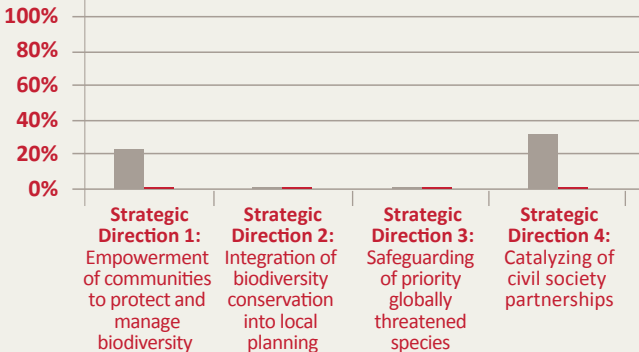 100%
80%
60%
40%
20%
0%
Strategic
Direction 1:
Empowerment
of communities
to protect and
manage
biodiversity
Strategic
Direction 2:
Integration of
biodiversity
conservation
into local
planning
Strategic
Direction 3:
Safeguarding
of priority
globally
threatened
species
Strategic
Direction 4:
Catalyzing of
civil society
partnerships